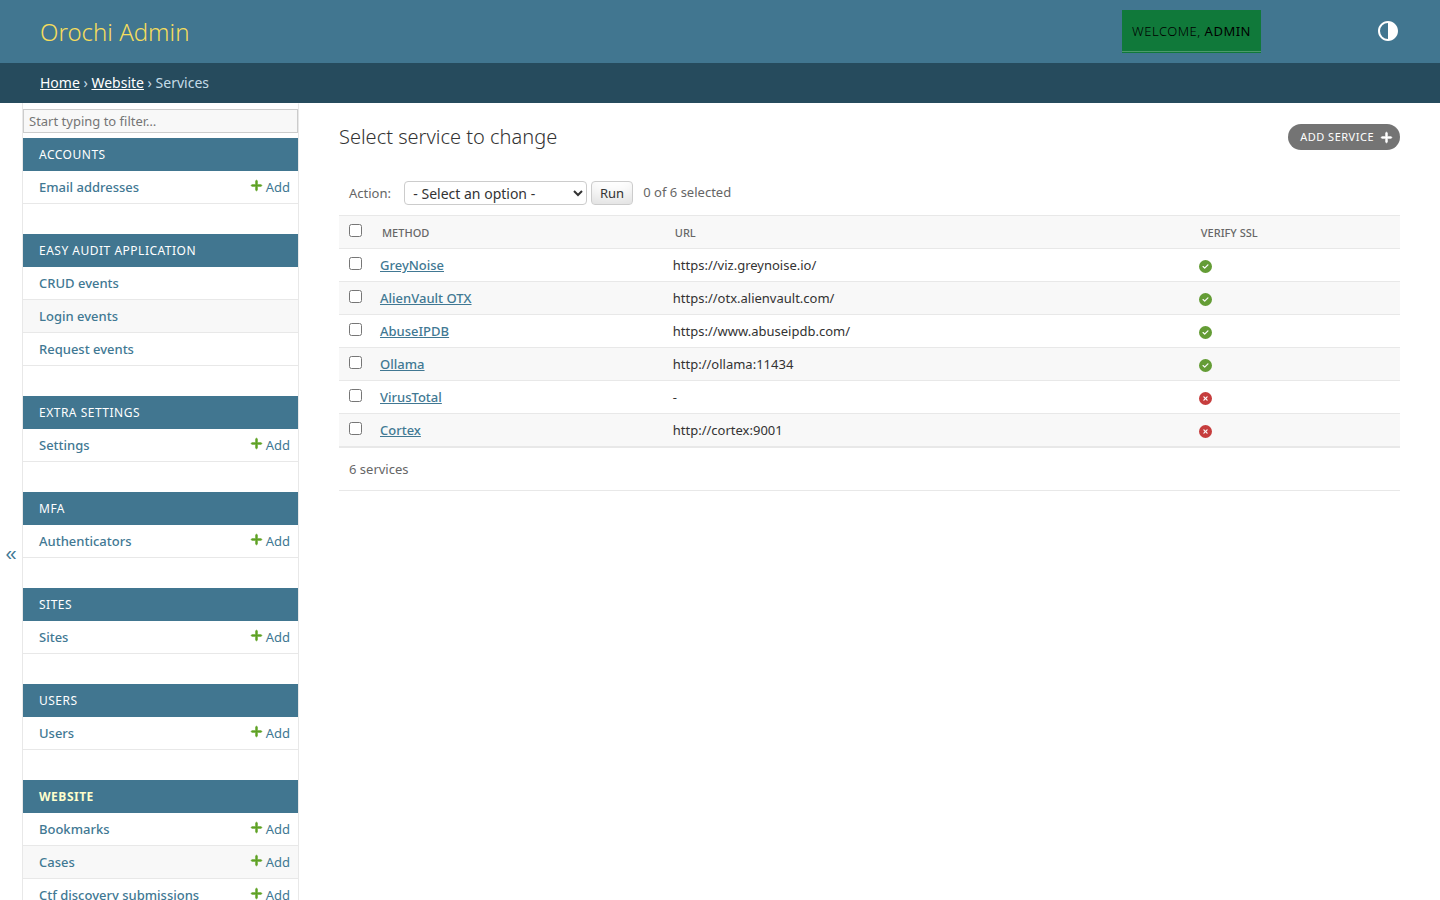 Orochi Admin
WELCOME, ADMIN
Home › Website › Services
Start typing to filter...
ACCOUNTS
Email addresses Add
EASY AUDIT APPLICATION
CRUD events
Login events
Request events
EXTRA SETTINGS
Settings Add
MFA
Authenticators Add
SITES
Sites Add
USERS
Users Add
WEBSITE
Bookmarks Add
Cases Add
Ctf discovery submissions Add
«
Select service to change
ADD SERVICE
Action: - Select an option - Run 0 of 6 selected
METHOD URL VERIFY SSL
GreyNoise https://viz.greynoise.io/
AlienVault OTX https://otx.alienvault.com/
AbuseIPDB https://www.abuseipdb.com/
Ollama http://ollama:11434
VirusTotal -
Cortex http://cortex:9001
6 services